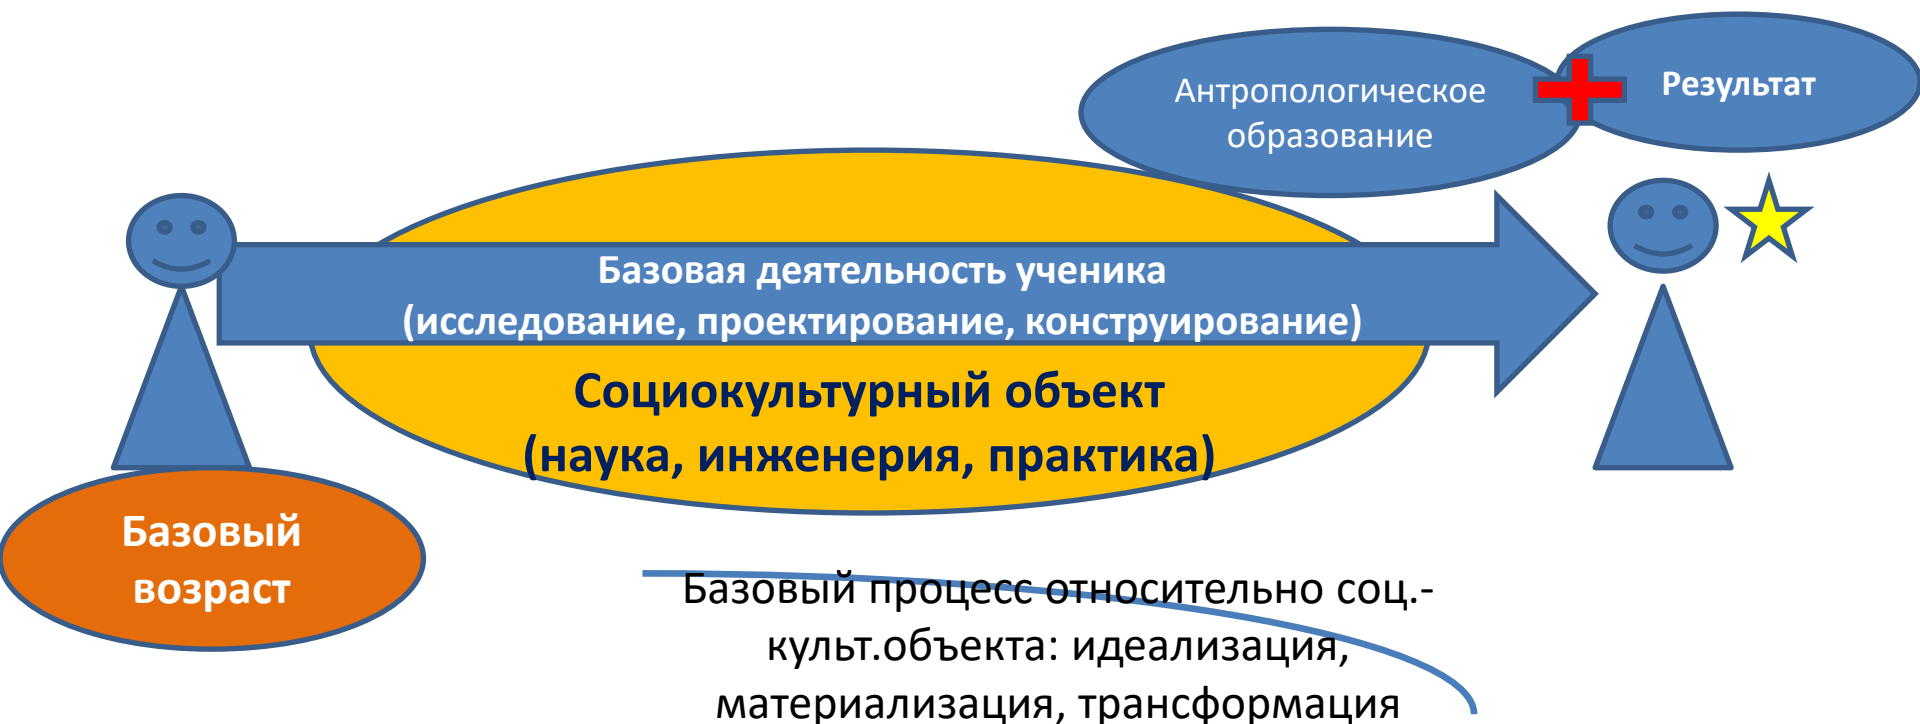 Антропологическое
образование
Результат
Базовая деятельность ученика
(исследование, проектирование, конструирование)
Социокультурный объект
(наука, инженерия, практика)
Базовый
возраст
Базовый процесс относительно соц.-
культ.объекта: идеализация,
материализация, трансформация